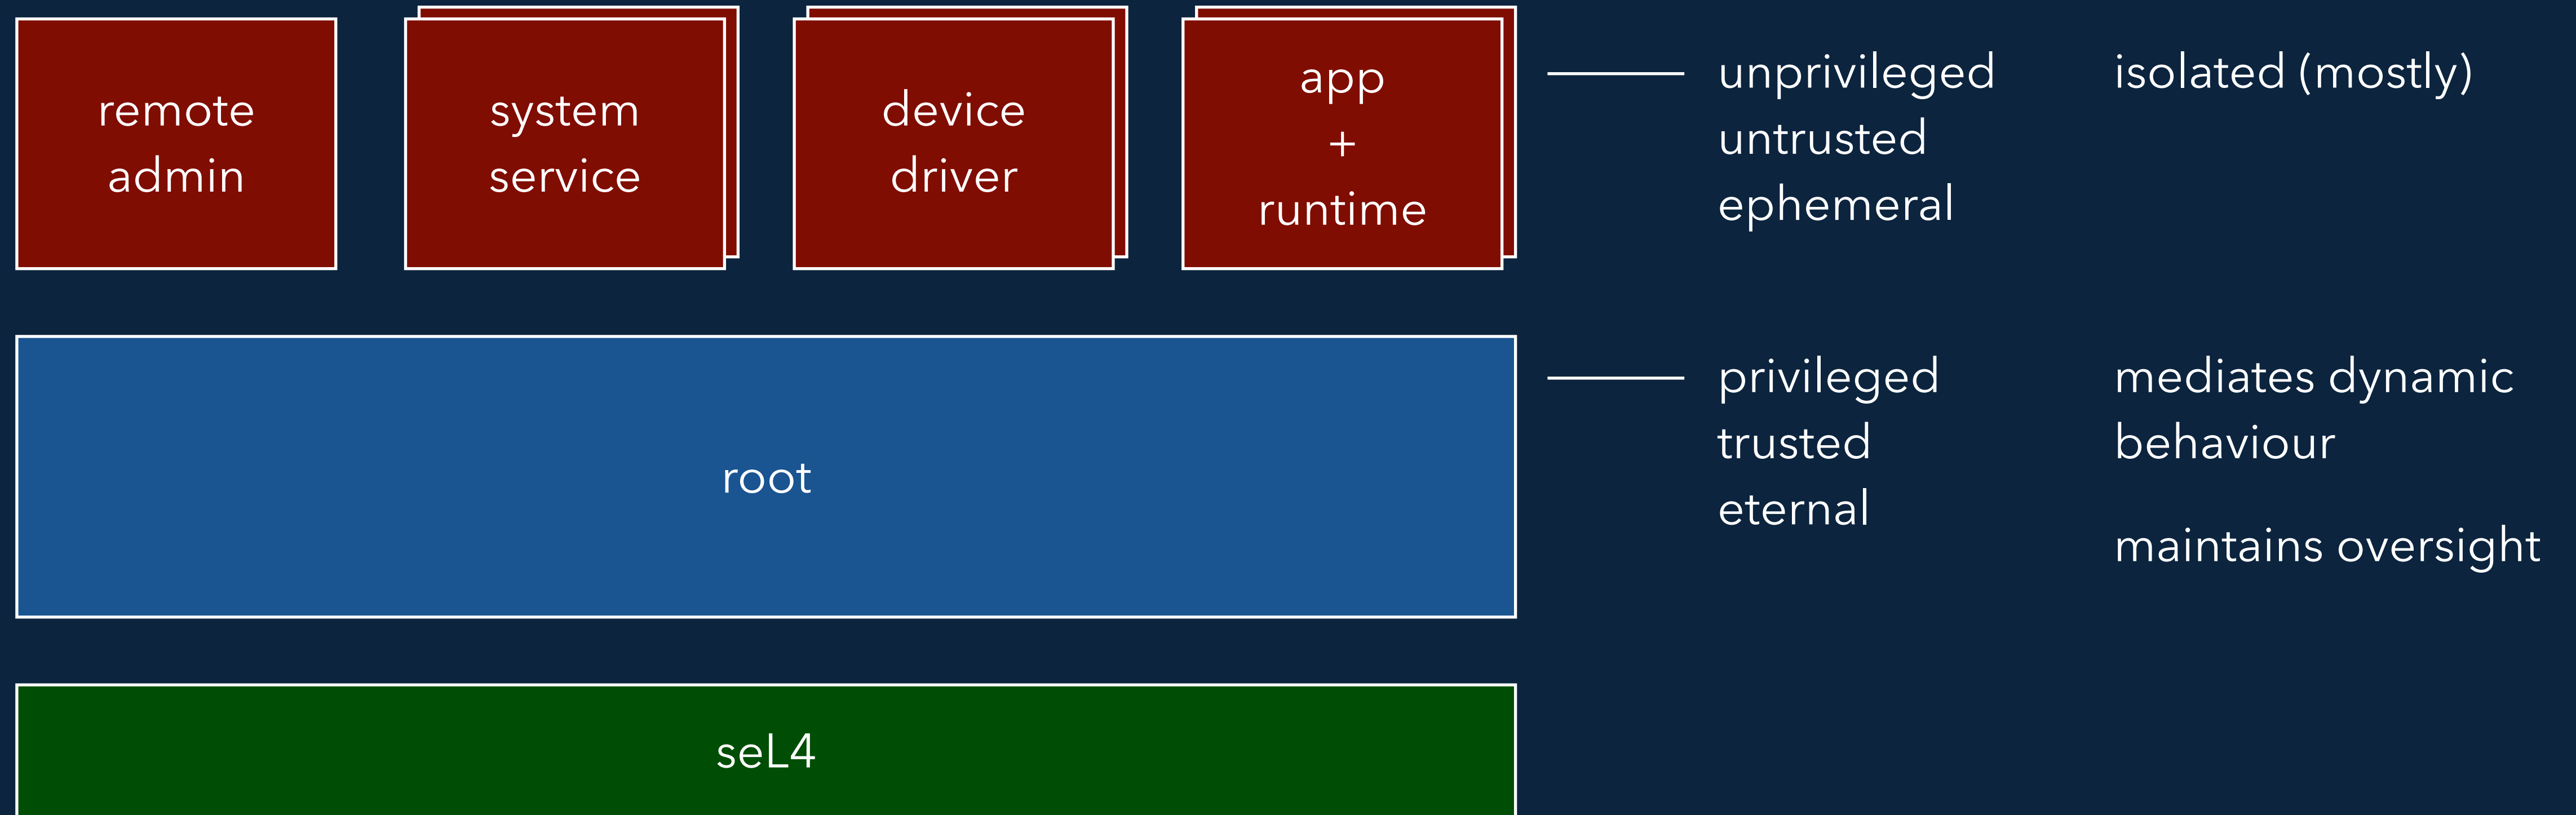 remote
admin
system
service
device
driver
app
+
runtime
unprivileged
untrusted
ephemeral
isolated (mostly)
root
privileged
trusted
eternal
mediates dynamic
behaviour
maintains oversight
seL4